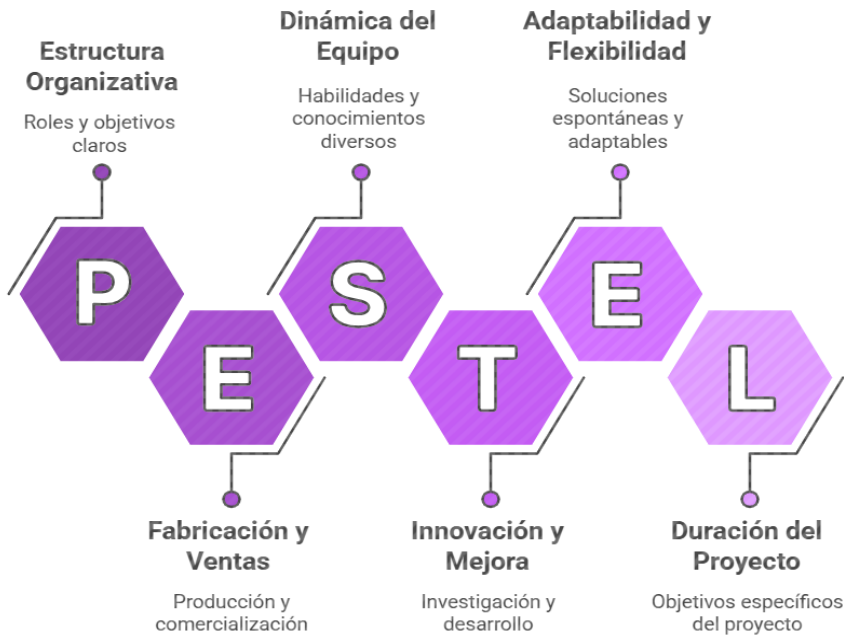 Estructura
Organizativa
Roles y objetivos
claros
Dinámica del
Equipo
Habilidades y
conocimientos
diversos
Adaptabilidad y
Flexibilidad
Soluciones
espontáneas y
adaptables
P
E
S
T
E
L
Fabricación y
Ventas
Producción y
comercialización
Innovación y
Mejora
Investigación y
desarrollo
Duración del
Proyecto
Objetivos específicos
del proyecto